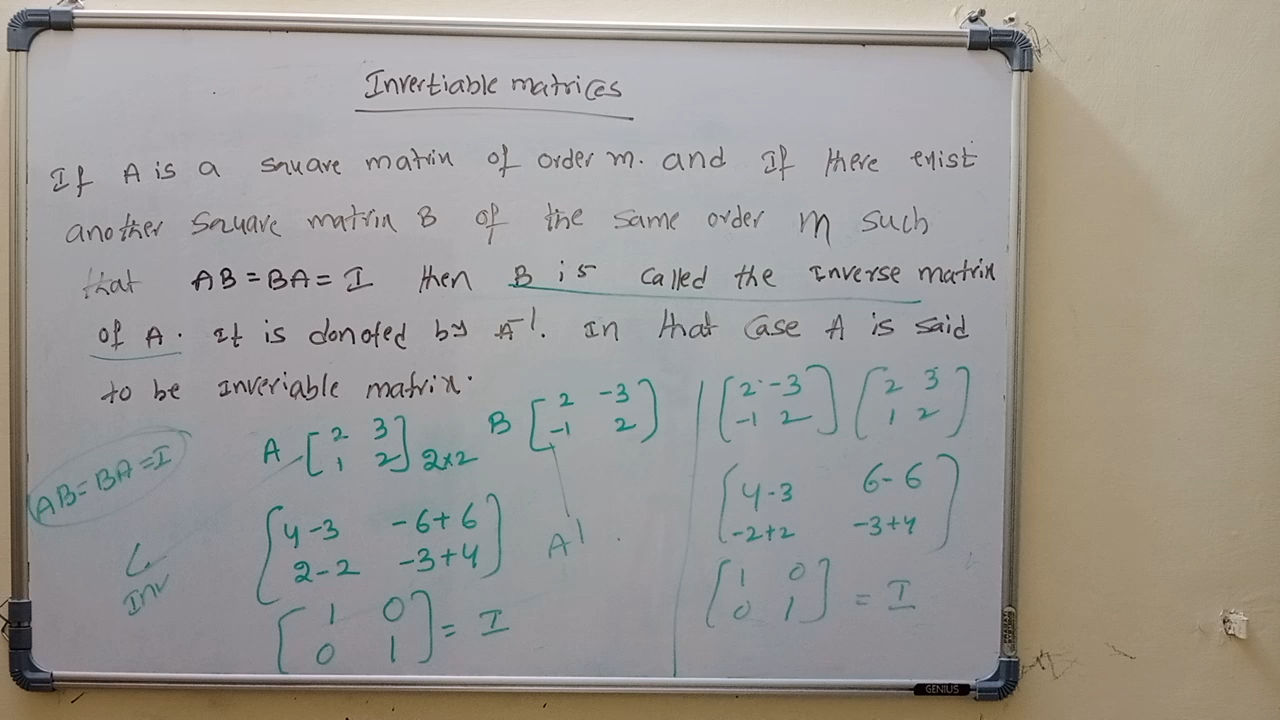 Invertiable matrices
If A is a square matrix of order m. and If there exist
another square matrix B of the same order m such
that AB = BA = I then B is called the Inverse matrix
of A. It is donoted by A⁻¹. In that case A is said
to be inveriable matrix.
A [2 3
1 2] 2x2
B [2 -3
-1 2]
AB = BA = I
Inv
[4-3 -6+6
2-2 -3+4]
A⁻¹.
[1 0
0 1] = I
[2 -3
-1 2] [2 3
1 2]
[4-3 6-6
-2+2 -3+4]
[1 0
0 1] = I
GENIUS